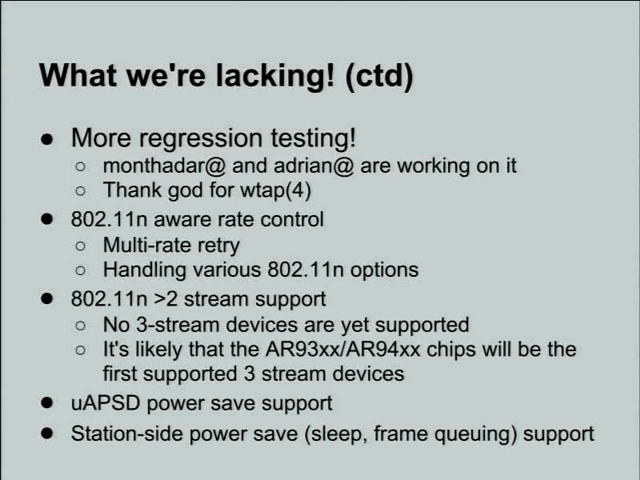 What we're lacking! (ctd)
● More regression testing!
○ monthadar@ and adrian@ are working on it
○ Thank god for wtap(4)
● 802.11n aware rate control
○ Multi-rate retry
○ Handling various 802.11n options
● 802.11n >2 stream support
○ No 3-stream devices are yet supported
○ It's likely that the AR93xx/AR94xx chips will be the
first supported 3 stream devices
● uAPSD power save support
● Station-side power save (sleep, frame queuing) support